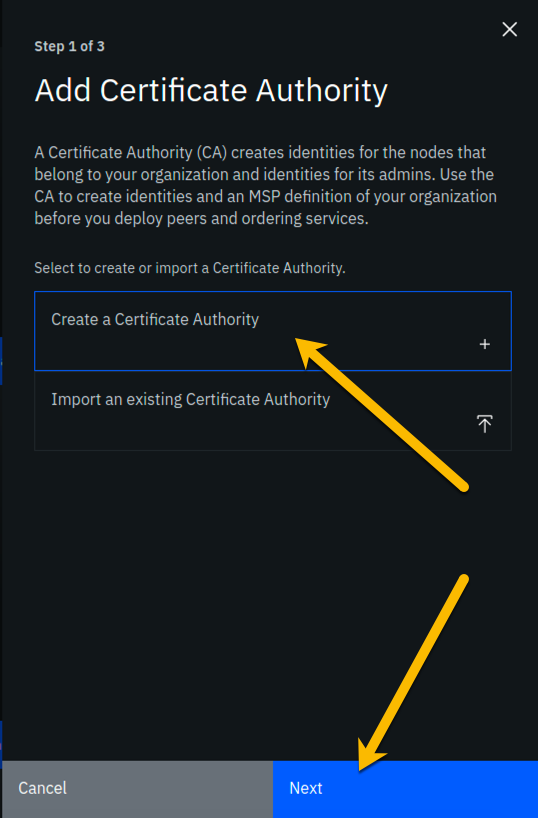 Step 1 of 3
Add Certificate Authority
A Certificate Authority (CA) creates identities for the nodes that
belong to your organization and identities for its admins. Use the
CA to create identities and an MSP definition of your organization
before you deploy peers and ordering services.
Select to create or import a Certificate Authority.
Create a Certificate Authority
Import an existing Certificate Authority
Cancel
Next